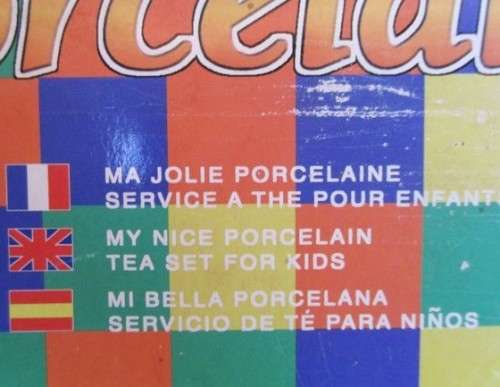 MA JOLIE PORCELAINE
SERVICE A THE POUR ENFANT
MY NICE PORCELAIN
TEA SET FOR KIDS
MI BELLA PORCELANA
SERVICIO DE TÉ PARA NIÑOS